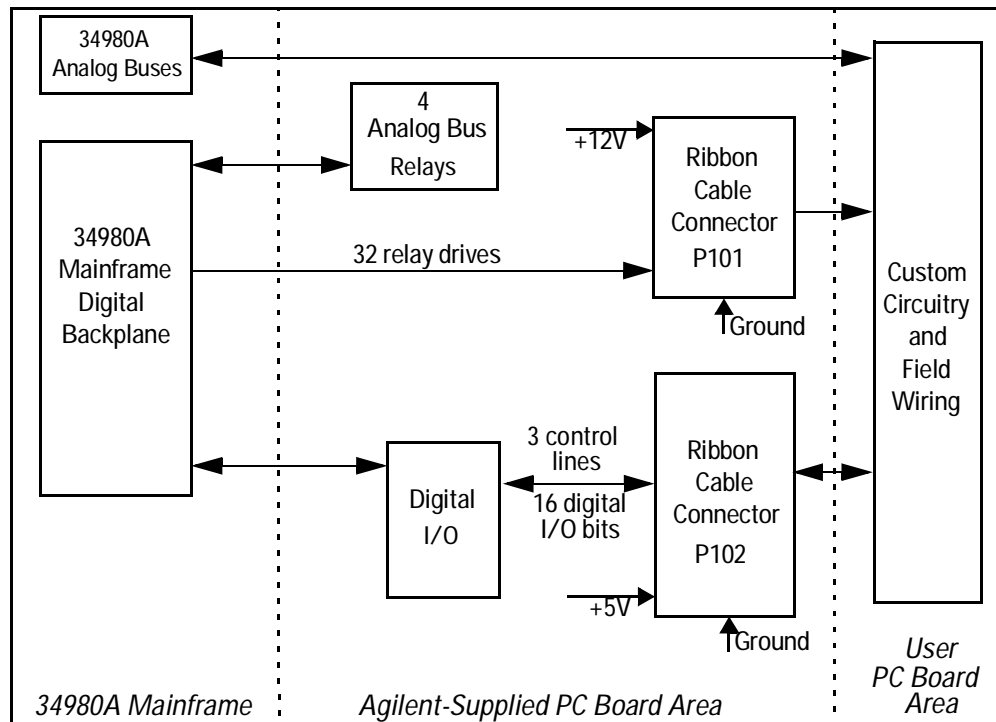 34980A
Analog Buses
4
Analog Bus
Relays
+12V
Ribbon
Cable
Connector
P101
34980A
Mainframe
Digital
Backplane
32 relay drives
Ground
Custom
Circuitry
and
Field
Wiring
3 control
lines
16 digital
I/O bits
Digital
I/O
Ribbon
Cable
Connector
P102
+5V
Ground
34980A Mainframe
Agilent-Supplied PC Board Area
User
PC Board
Area